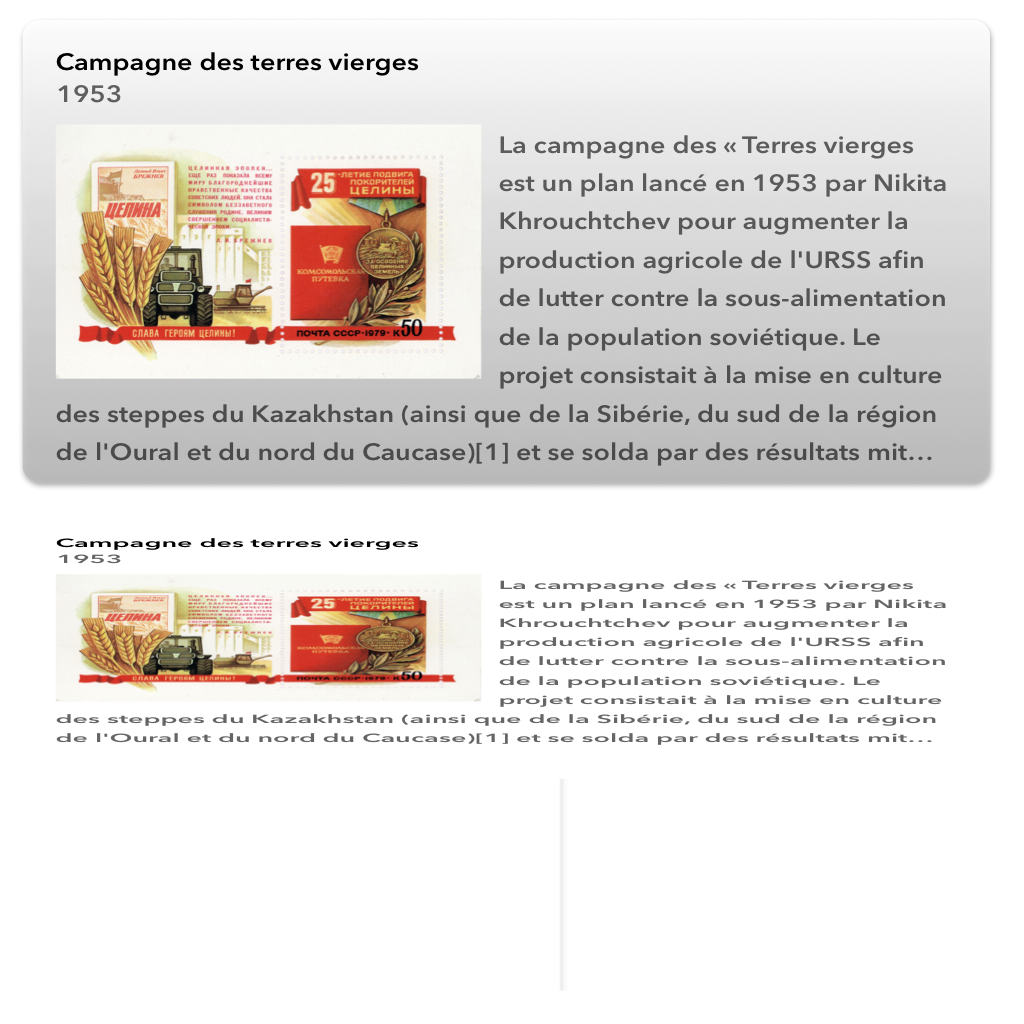 Campagne des terres vierges
1953
ЦЕЛИННАЯ ЭПОПЕЯ...
ЕЩЕ РАЗ ПОКАЗАЛА ВСЕМУ
МИРУ БЛАГОРОДНЕЙШИЕ
НРАВСТВЕННЫЕ КАЧЕСТВА
СОВЕТСКИХ ЛЮДЕЙ. ОНА СТАЛА
СИМВОЛОМ БЕЗЗАВЕТНОГО
СЛУЖЕНИЯ РОДИНЕ, ВЕЛИКИМ
СВЕРШЕНИЕМ СОЦИАЛИСТИ-
ЧЕСКОЙ ЭПОХИ.
Л.И.БРЕЖНЕВ
БРЕЖНЕВ
ЦЕЛИНА
СЛАВА ГЕРОЯМ ЦЕЛИНЫ!
25-ЛЕТИЕ ПОДВИГА
ПОКОРИТЕЛЕЙ
ЦЕЛИНЫ
КОМСОМОЛЬСКАЯ
ПУТЕВКА
ЗА ОСВОЕНИЕ
ЦЕЛИННЫХ
ЗЕМЕЛЬ
ПОЧТА СССР•1979• К50
La campagne des « Terres vierges
est un plan lancé en 1953 par Nikita
Khrouchtchev pour augmenter la
production agricole de l'URSS afin
de lutter contre la sous-alimentation
de la population soviétique. Le
projet consistait à la mise en culture
des steppes du Kazakhstan (ainsi que de la Sibérie, du sud de la région
de l'Oural et du nord du Caucase)[1] et se solda par des résultats mit…
Campagne des terres vierges
1953
ЦЕЛИНА
СЛАВА ГЕРОЯМ ЦЕЛИНЫ!
25-ЛЕТИЕ ПОДВИГА
ПОКОРИТЕЛЕЙ
ЦЕЛИНЫ
КОМСОМОЛЬСКАЯ
ПУТЕВКА
ПОЧТА СССР•1979• К50
La campagne des « Terres vierges
est un plan lancé en 1953 par Nikita
Khrouchtchev pour augmenter la
production agricole de l'URSS afin
de lutter contre la sous-alimentation
de la population soviétique. Le
projet consistait à la mise en culture
des steppes du Kazakhstan (ainsi que de la Sibérie, du sud de la région
de l'Oural et du nord du Caucase)[1] et se solda par des résultats mit…